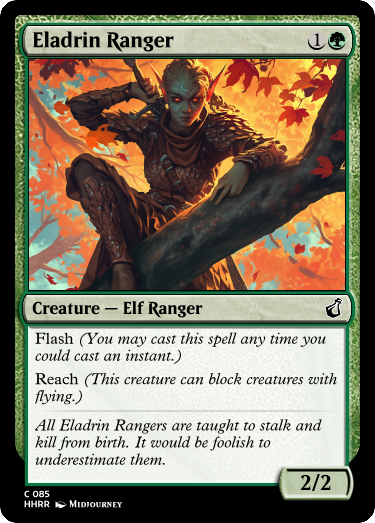 Eladrin Ranger 1
Creature — Elf Ranger
Flash (You may cast this spell any time you
could cast an instant.)
Reach (This creature can block creatures with
flying.)
All Eladrin Rangers are taught to stalk and
kill from birth. It would be foolish to
underestimate them.
2/2
C 085
HHRR Midjourney